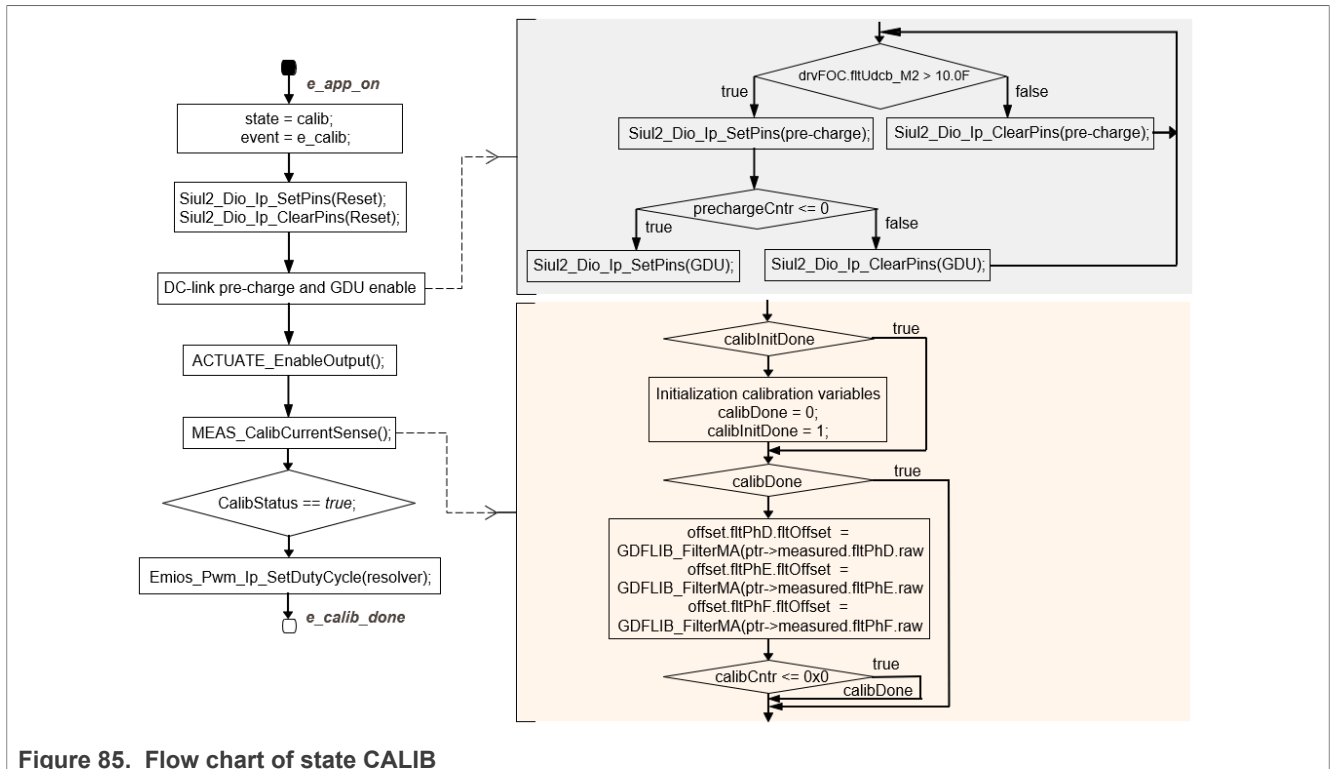 e_app_on
state = calib;
event = e_calib;
Siul2_Dio_Ip_SetPins(Reset);
Siul2_Dio_Ip_ClearPins(Reset);
DC-link pre-charge and GDU enable
ACTUATE_EnableOutput();
MEAS_CalibCurrentSense();
CalibStatus == true;
Emios_Pwm_Ip_SetDutyCycle(resolver);
e_calib_done
drvFOC.fltUdcb_M2 > 10.0F
true
false
Siul2_Dio_Ip_SetPins(pre-charge);
Siul2_Dio_Ip_ClearPins(pre-charge);
prechargeCntr <= 0
true
false
Siul2_Dio_Ip_SetPins(GDU);
Siul2_Dio_Ip_ClearPins(GDU);
calibInitDone
true
Initialization calibration variables
calibDone = 0;
calibInitDone = 1;
calibDone
true
offset.fltPhD.fltOffset =
GDFLIB_FilterMA(ptr->measured.fltPhD.raw
offset.fltPhE.fltOffset =
GDFLIB_FilterMA(ptr->measured.fltPhE.raw
offset.fltPhF.fltOffset =
GDFLIB_FilterMA(ptr->measured.fltPhF.raw
calibCntr <= 0x0
true
calibDone
Figure 85. Flow chart of state CALIB